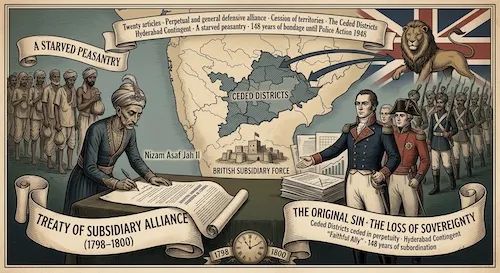 Twenty articles · Perpetual and general defensive alliance · Cession of territories · The Ceded Districts
Hyderabad Contingent · A starved peasantry · 148 years of bondage until Police Action 1948
A STARVED PEASANTRY
CEDED DISTRICTS
Nizam Asaf Jah II
BRITISH SUBSIDIARY FORCE
TREATY OF SUBSIDIARY ALLIANCE
(1798–1800)
1798
1800
THE ORIGINAL SIN · THE LOSS OF SOVEREIGNTY
Ceded Districts ceded in perpetuity · Hyderabad Contingent
"Faithful Ally" · 148 years of subordination